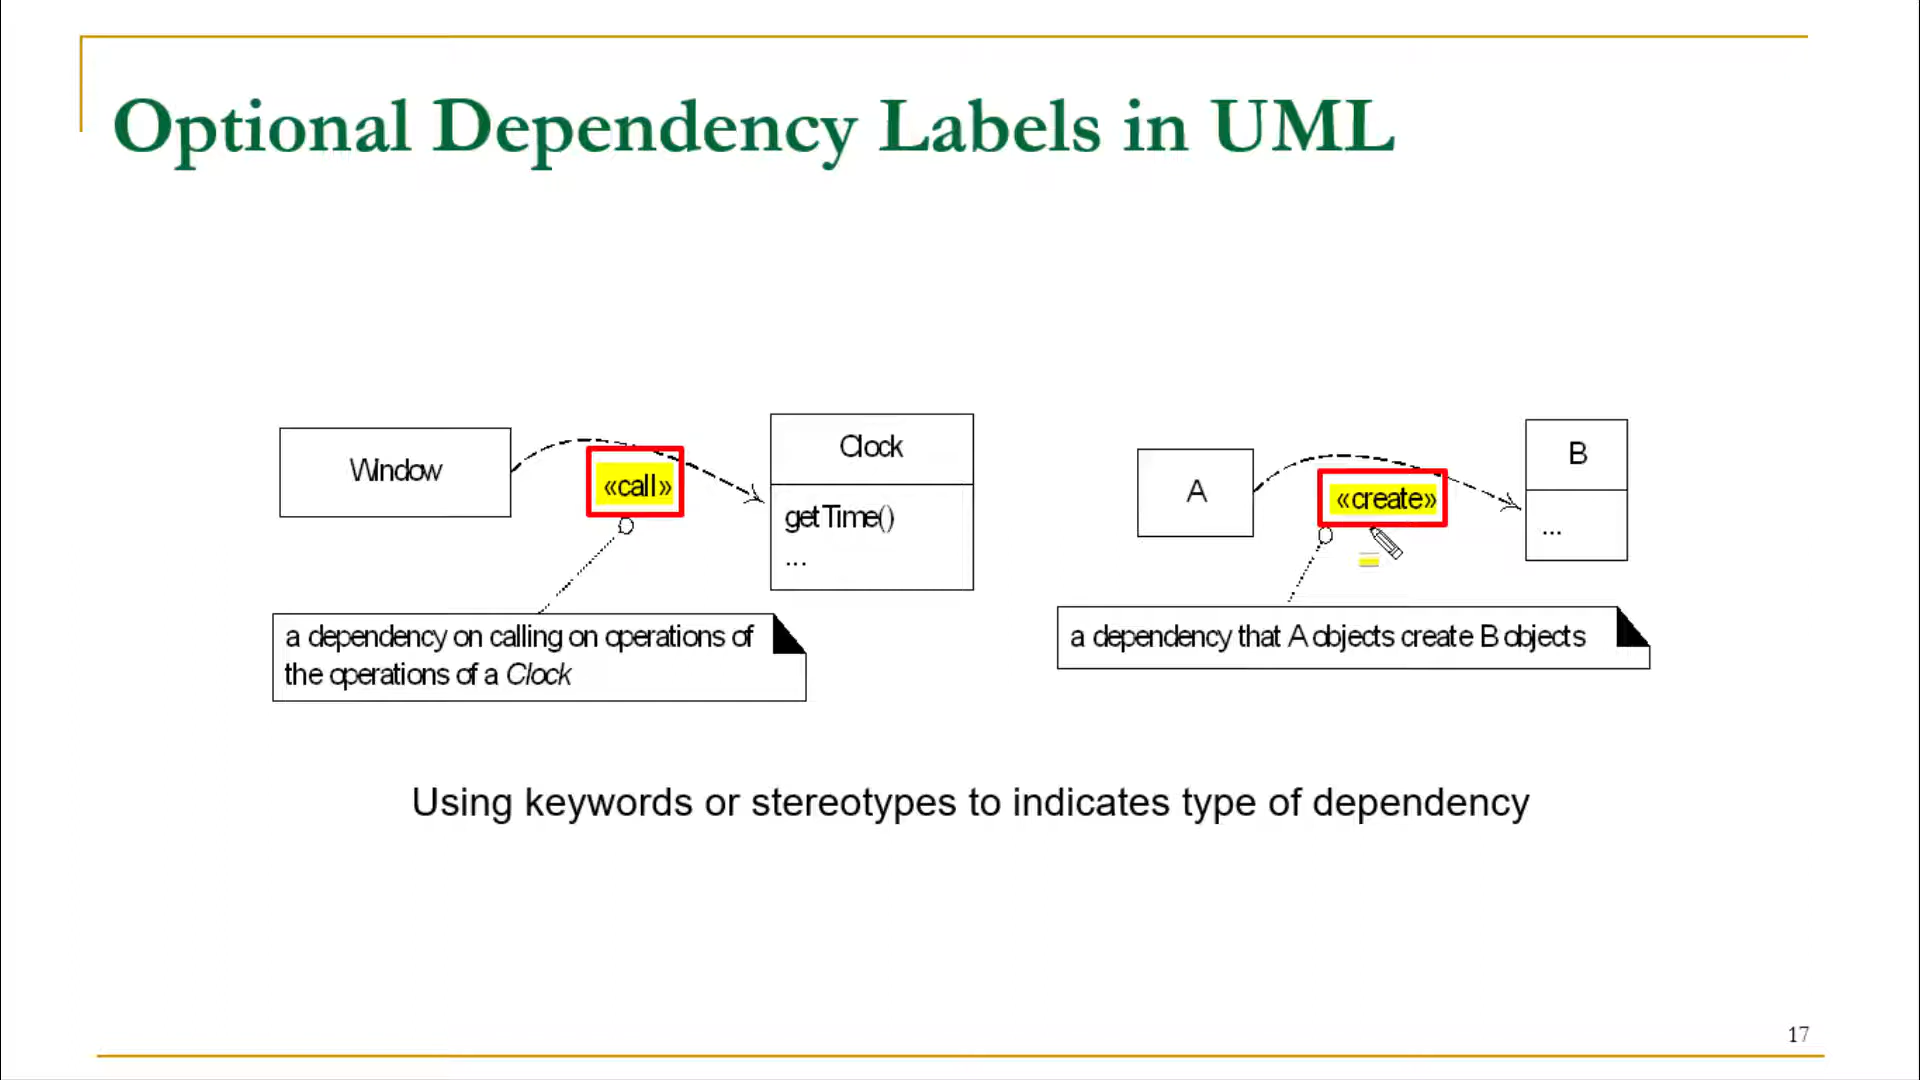 Optional Dependency Labels in UML
Window
«call»
Clock
getTime()
...
a dependency on calling on operations of
the operations of a Clock
A
«create»
B
...
a dependency that A objects create B objects
Using keywords or stereotypes to indicates type of dependency
17